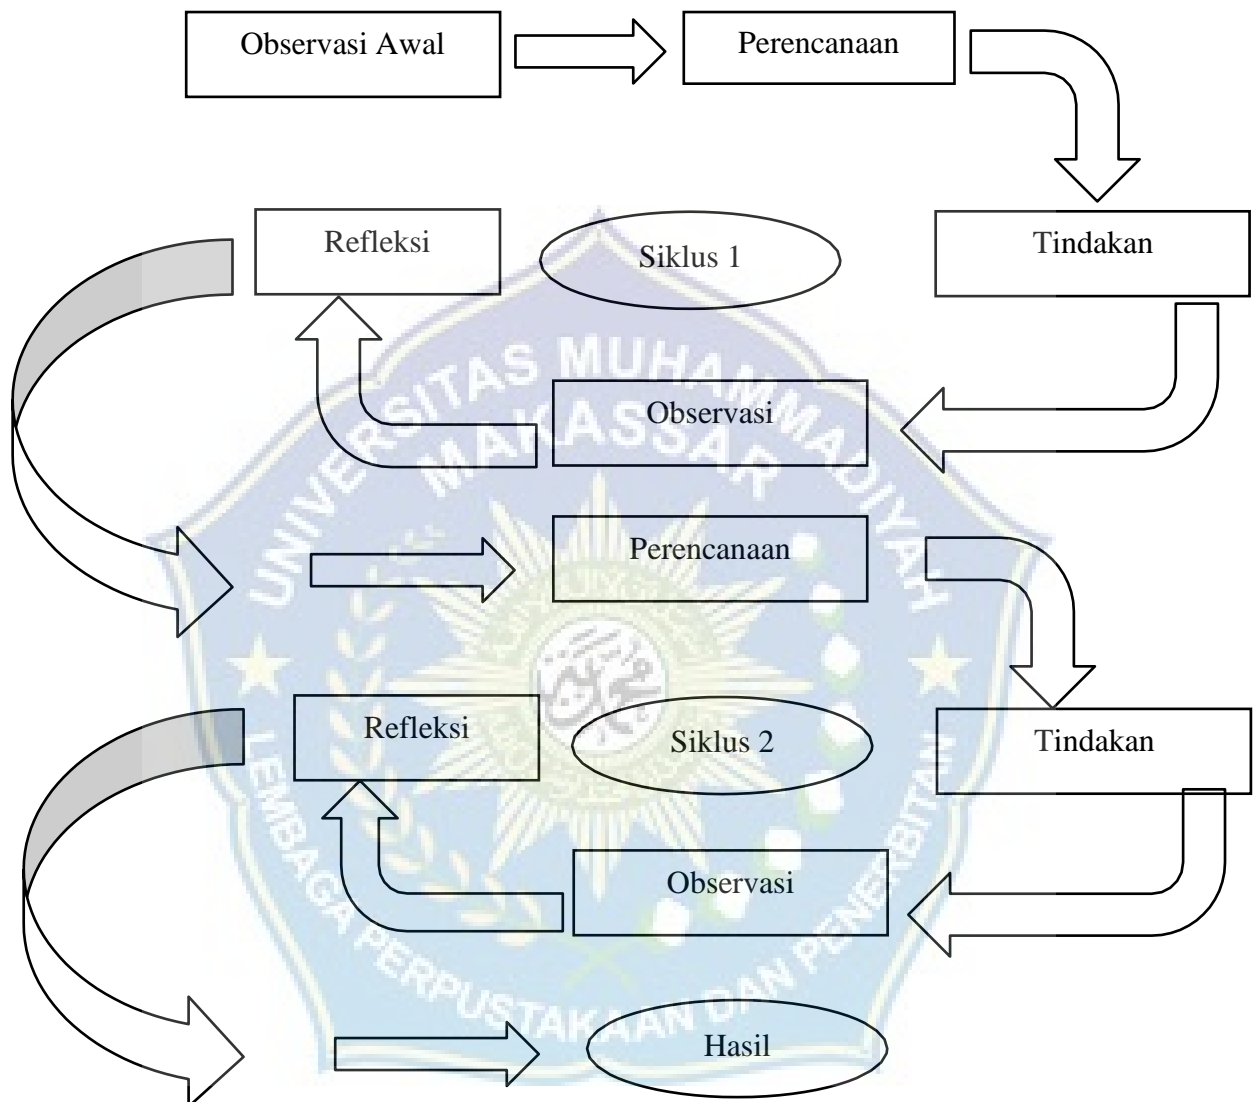 Observasi Awal
Perencanaan
Refleksi
Siklus 1
Tindakan
UNIVERSITAS MUHAMMADIYAH
MAKASSAR
Observasi
Perencanaan
Refleksi
Siklus 2
Tindakan
Observasi
LEMBAGA PERPUSTAKAAN DAN PENERBITAN
Hasil